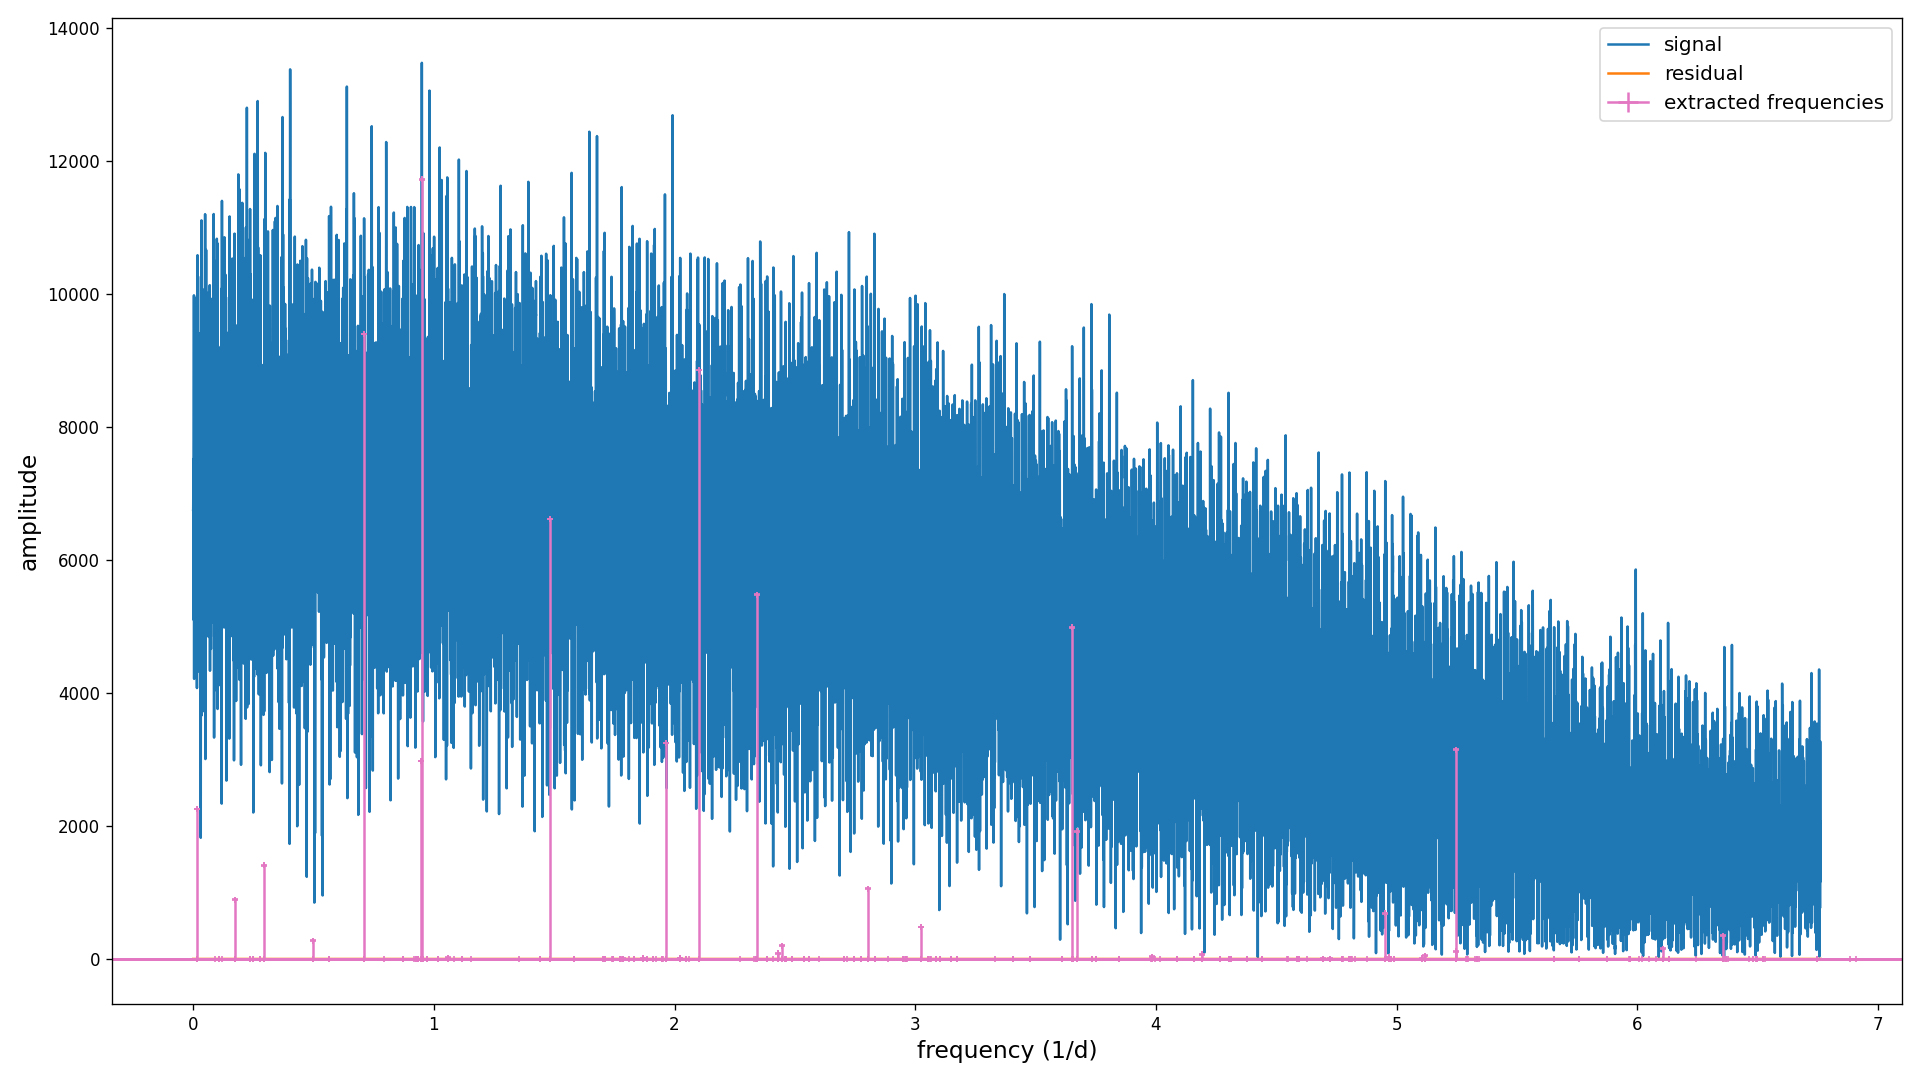 14000
12000
10000
8000
6000
4000
2000
0
amplitude
signal
residual
extracted frequencies
0 1 2 3 4 5 6 7
frequency (1/d)